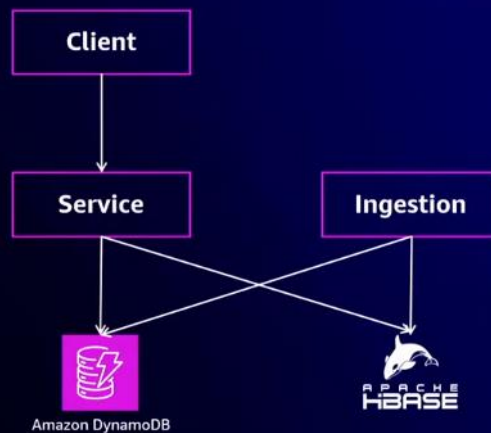 Client
Service
Ingestion
Amazon DynamoDB
APACHE
HBASE